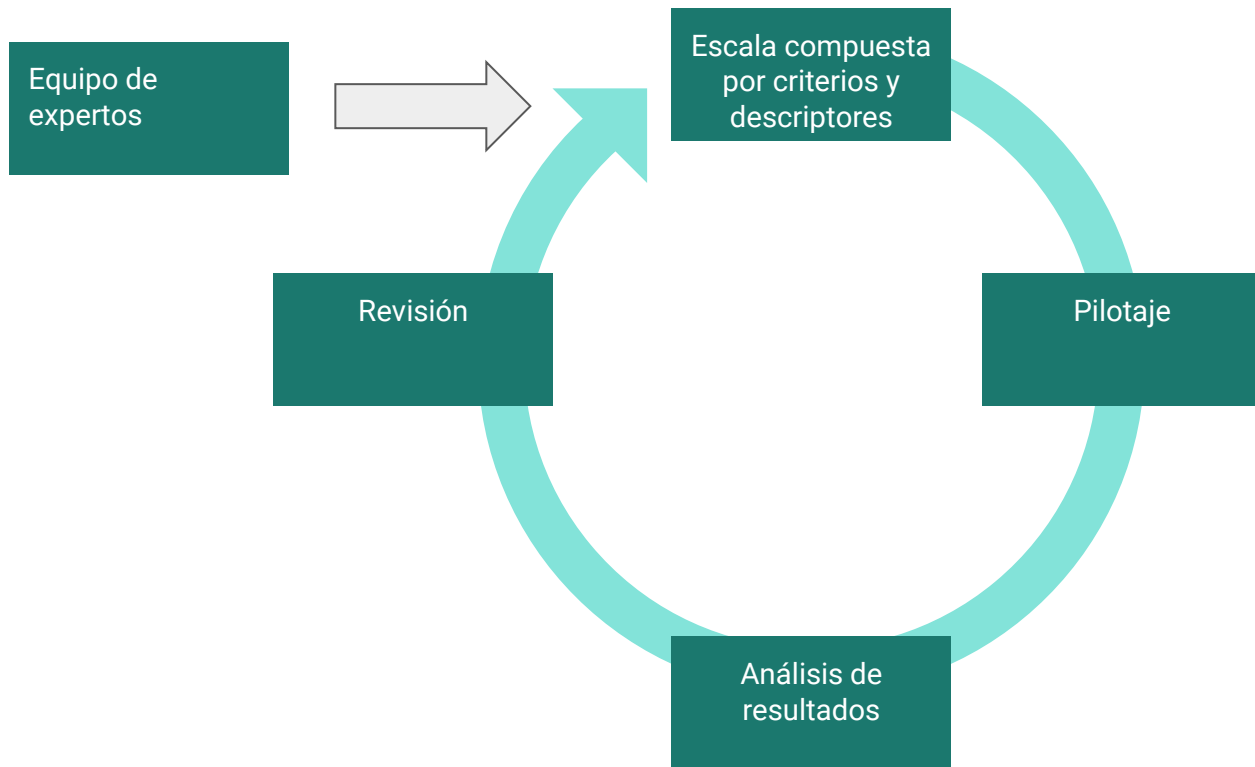 Equipo de
expertos
Escala compuesta
por criterios y
descriptores
Revisión
Pilotaje
Análisis de
resultados